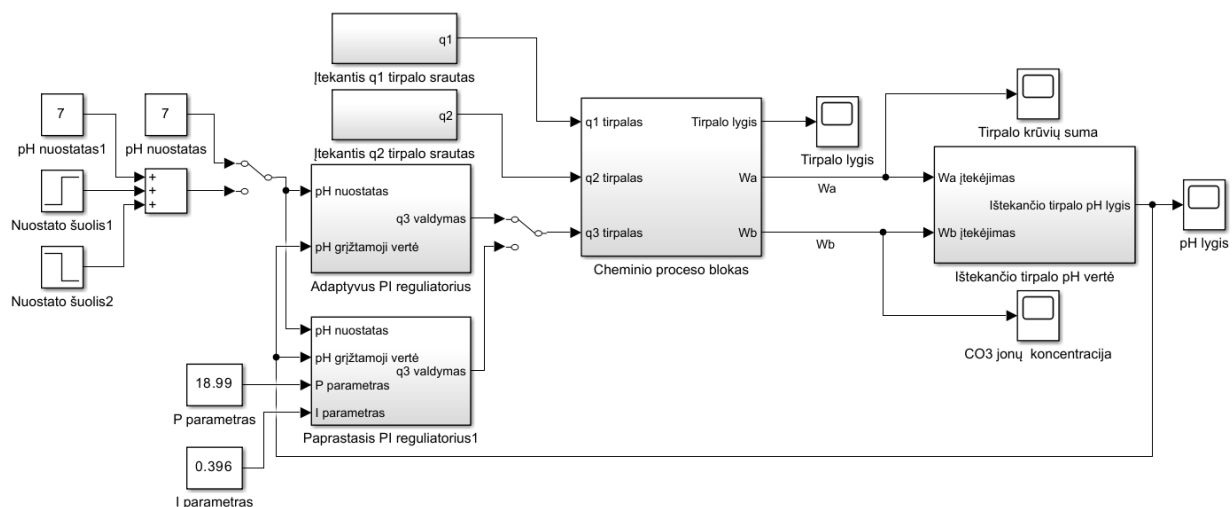 q1
Įtekantis q1 tirpalo srautas
q2
Įtekantis q2 tirpalo srautas
7
pH nuostatas1
7
pH nuostatas
+
+
+
Nuostato šuolis1
Nuostato šuolis2
pH nuostatas
q3 valdymas
pH grįžtamoji vertė
Adaptyvus PI reguliatorius
pH nuostatas
pH grįžtamoji vertė
q3 valdymas
P parametras
I parametras
Paprastasis PI reguliatorius1
18.99
P parametras
0.396
I parametras
q1 tirpalas
Tirpalo lygis
q2 tirpalas
Wa
q3 tirpalas
Wb
Cheminio proceso blokas
Tirpalo lygis
Wa
Wb
Tirpalo krūvių suma
Wa įtekėjimas
Ištekančio tirpalo pH lygis
Wb įtekėjimas
Ištekančio tirpalo pH vertė
pH lygis
CO3 jonų koncentracija